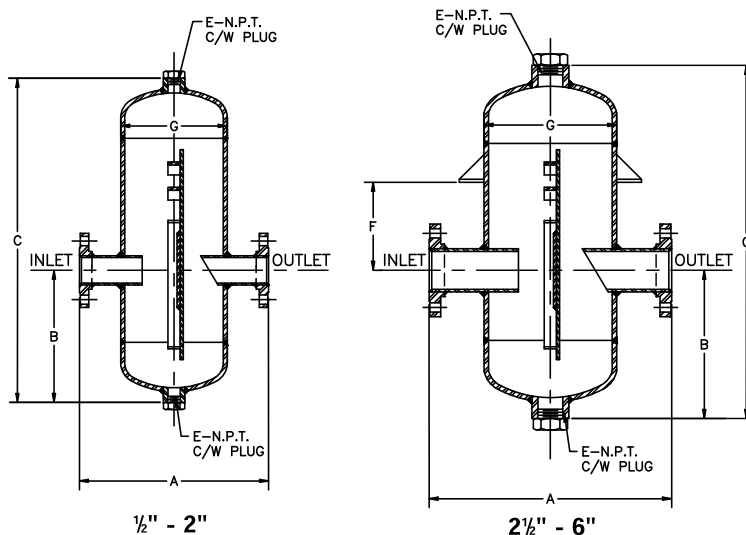 E-N.P.T.
C/W PLUG
G
C
INLET
OUTLET
B
E-N.P.T.
C/W PLUG
A
½" - 2"
E-N.P.T.
C/W PLUG
G
F
C
INLET
OUTLET
B
E-N.P.T.
C/W PLUG
A
2½" - 6"